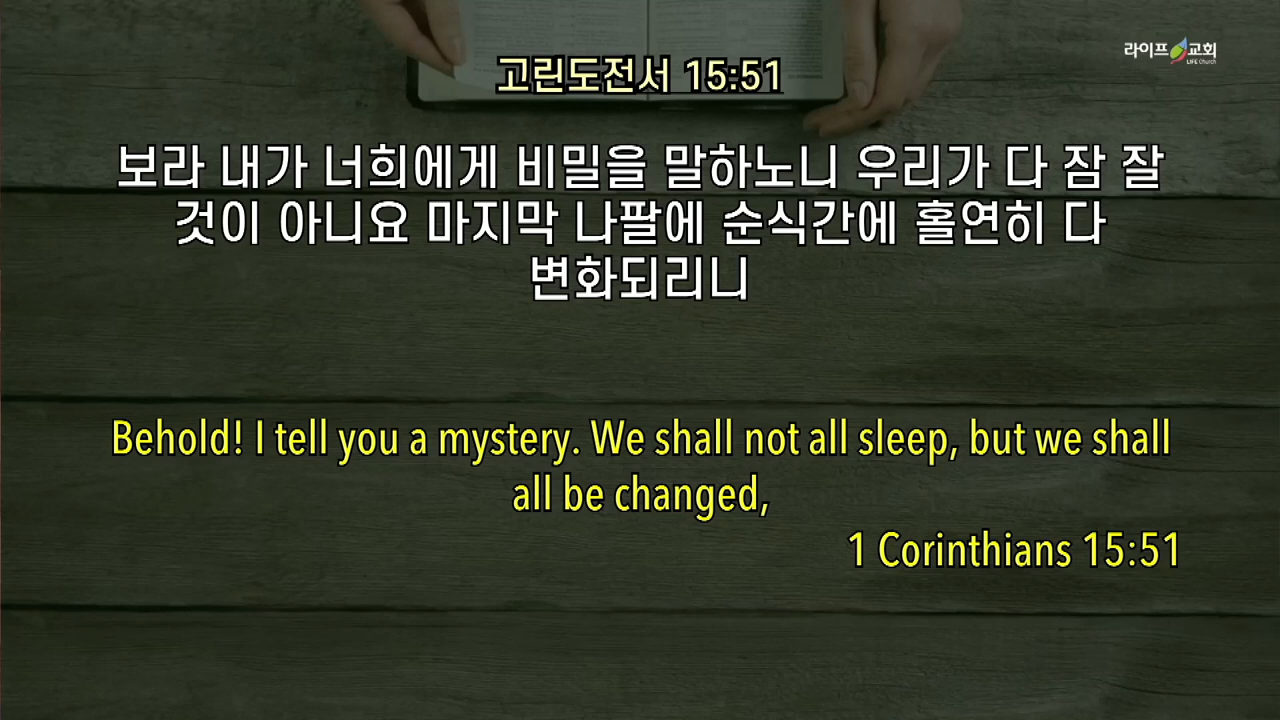 라이프 교회
LIFE Church
고린도전서 15:51
보라 내가 너희에게 비밀을 말하노니 우리가 다 잠 잘
것이 아니요 마지막 나팔에 순식간에 홀연히 다
변화되리니
Behold! I tell you a mystery. We shall not all sleep, but we shall
all be changed,
1 Corinthians 15:51